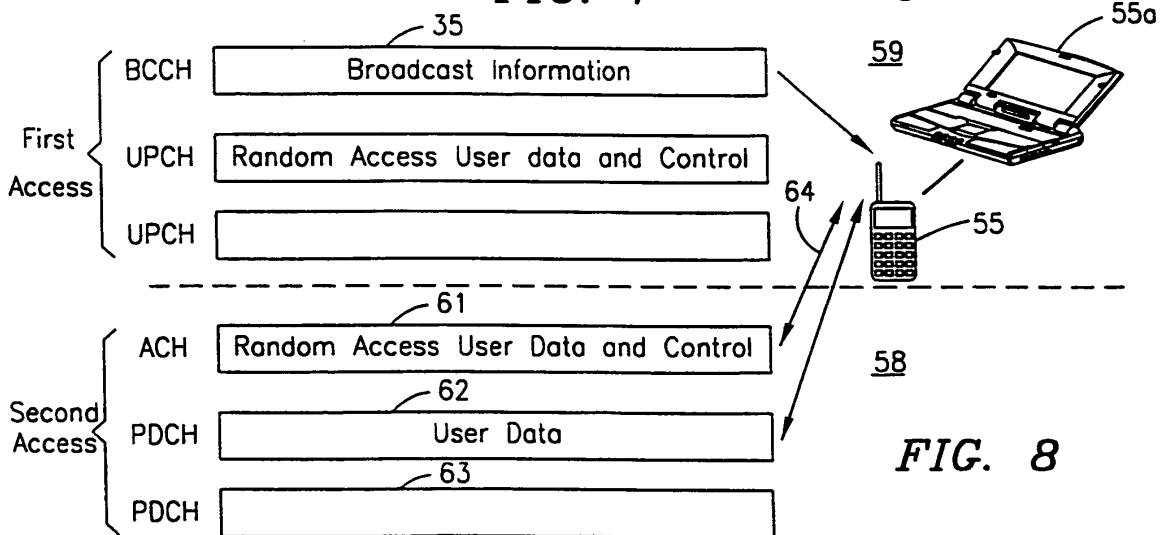 35
55a
BCCH
Broadcast Information
59
First
Access
UPCH
Random Access User data and Control
64
UPCH
55
61
ACH
Random Access User Data and Control
58
62
Second
Access
PDCH
User Data
FIG. 8
63
PDCH